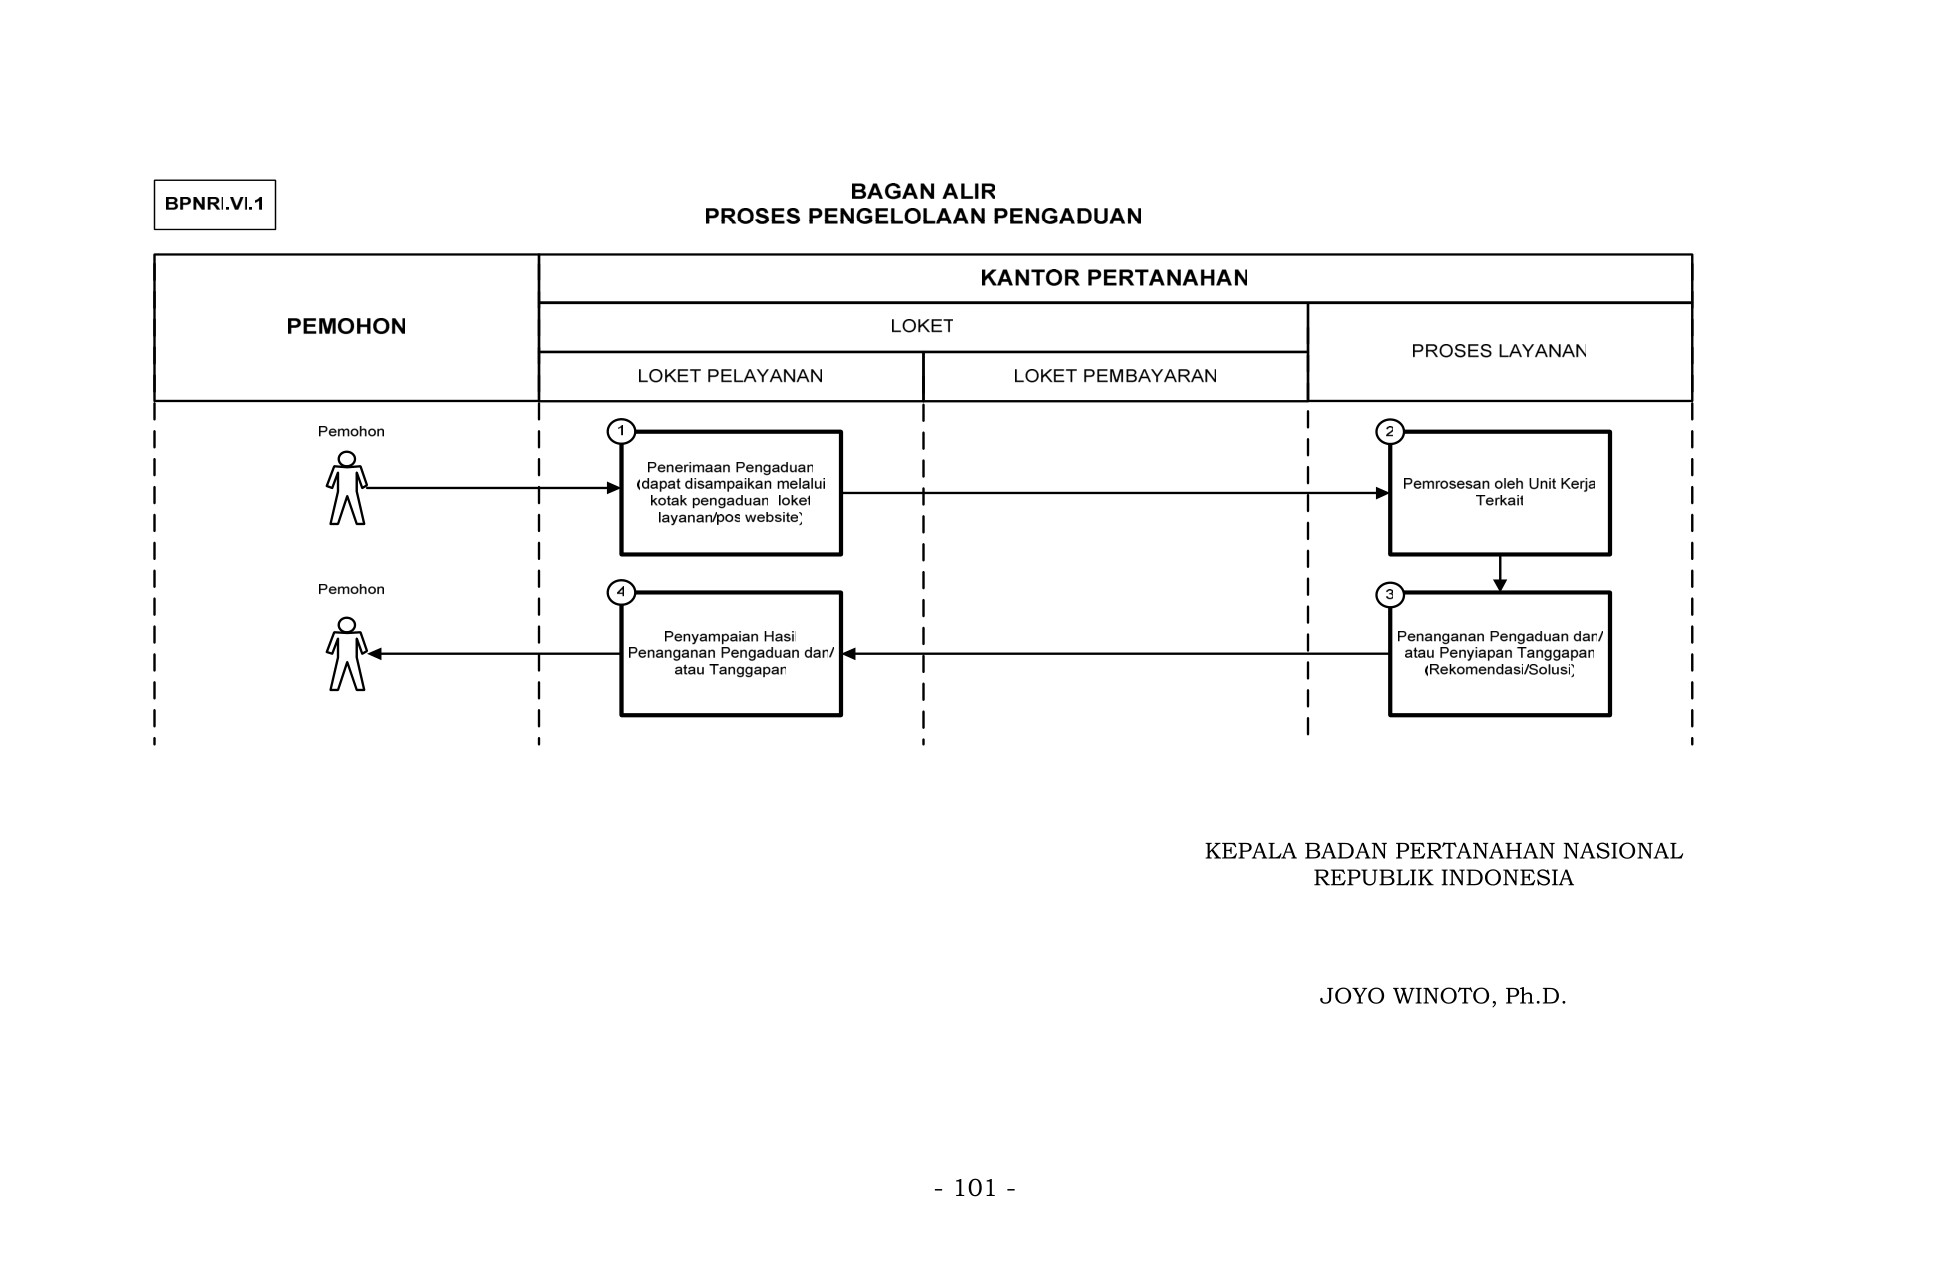 BPNRI.VI.1
BAGAN ALIR
PROSES PENGELOLAAN PENGADUAN
PEMOHON
KANTOR PERTANAHAN
LOKET
PROSES LAYANAN
LOKET PELAYANAN
LOKET PEMBAYARAN
Pemohon
1
Penerimaan Pengaduan
(dapat disampaikan melalui
kotak pengaduan loket
layanan/pos website)
2
Pemrosesan oleh Unit Kerja
Terkait
Pemohon
4
Penyampaian Hasil
Penanganan Pengaduan dan/
atau Tanggapan
3
Penanganan Pengaduan dan/
atau Penyiapan Tanggapan
(Rekomendasi/Solusi)
KEPALA BADAN PERTANAHAN NASIONAL
REPUBLIK INDONESIA
JOYO WINOTO, Ph.D.
- 101 -